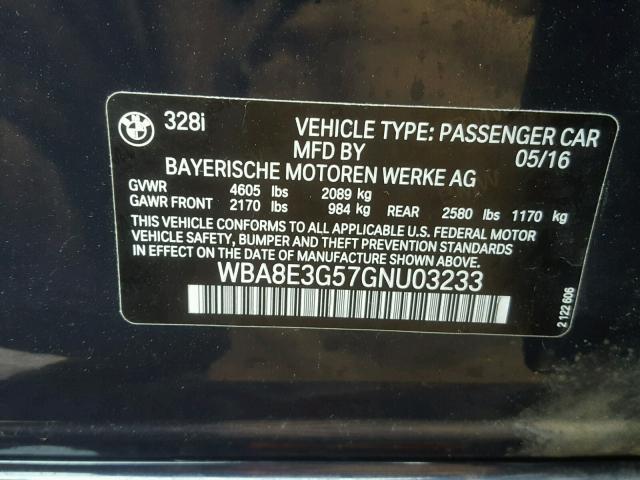 BMW 328i VEHICLE TYPE: PASSENGER CAR
MFD BY 05/16
BAYERISCHE MOTOREN WERKE AG
GVWR 4605 lbs 2089 kg
GAWR FRONT 2170 lbs 984 kg REAR 2580 lbs 1170 kg
THIS VEHICLE CONFORMS TO ALL APPLICABLE U.S. FEDERAL MOTOR
VEHICLE SAFETY, BUMPER AND THEFT PREVENTION STANDARDS
IN EFFECT ON THE DATE OF MANUFACTURE SHOWN ABOVE.
WBA8E3G57GNU03233
2 122 606